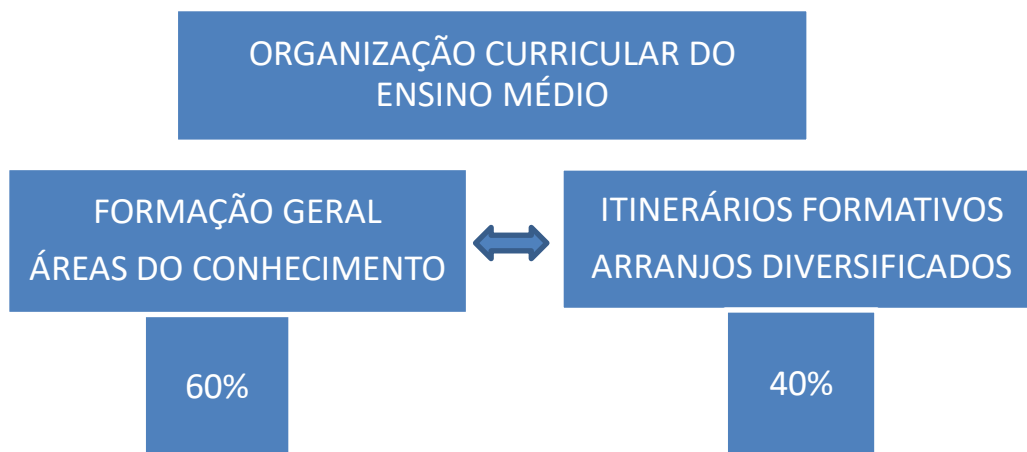 ORGANIZAÇÃO CURRICULAR DO
ENSINO MÉDIO
FORMAÇÃO GERAL
ÁREAS DO CONHECIMENTO
ITINERÁRIOS FORMATIVOS
ARRANJOS DIVERSIFICADOS
60%
40%